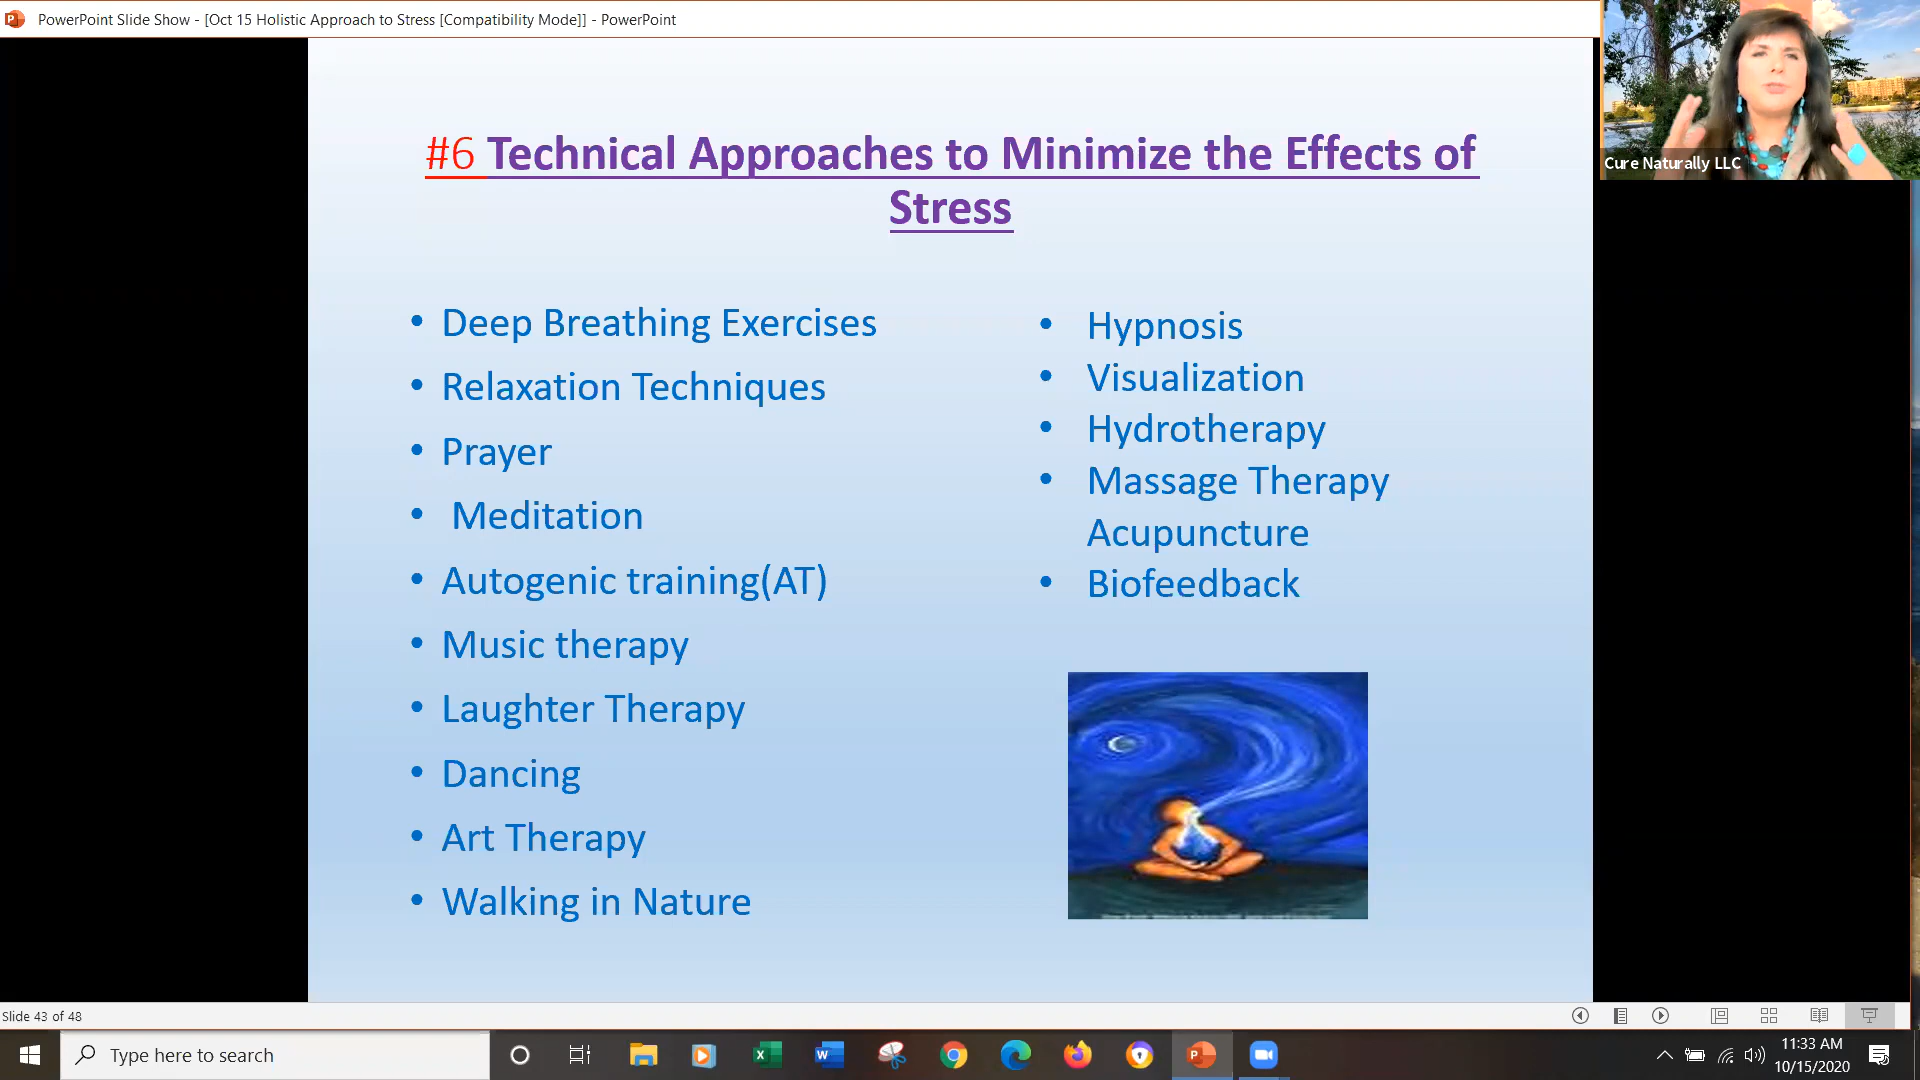 PowerPoint Slide Show - [Oct 15 Holistic Approach to Stress [Compatibility Mode]] - PowerPoint
Cure Naturally LLC
#6 Technical Approaches to Minimize the Effects of
Stress
• Deep Breathing Exercises
• Relaxation Techniques
• Prayer
• Meditation
• Autogenic training(AT)
• Music therapy
• Laughter Therapy
• Dancing
• Art Therapy
• Walking in Nature
• Hypnosis
• Visualization
• Hydrotherapy
• Massage Therapy
Acupuncture
• Biofeedback
Slide 43 of 48
Type here to search
11:33 AM
10/15/2020